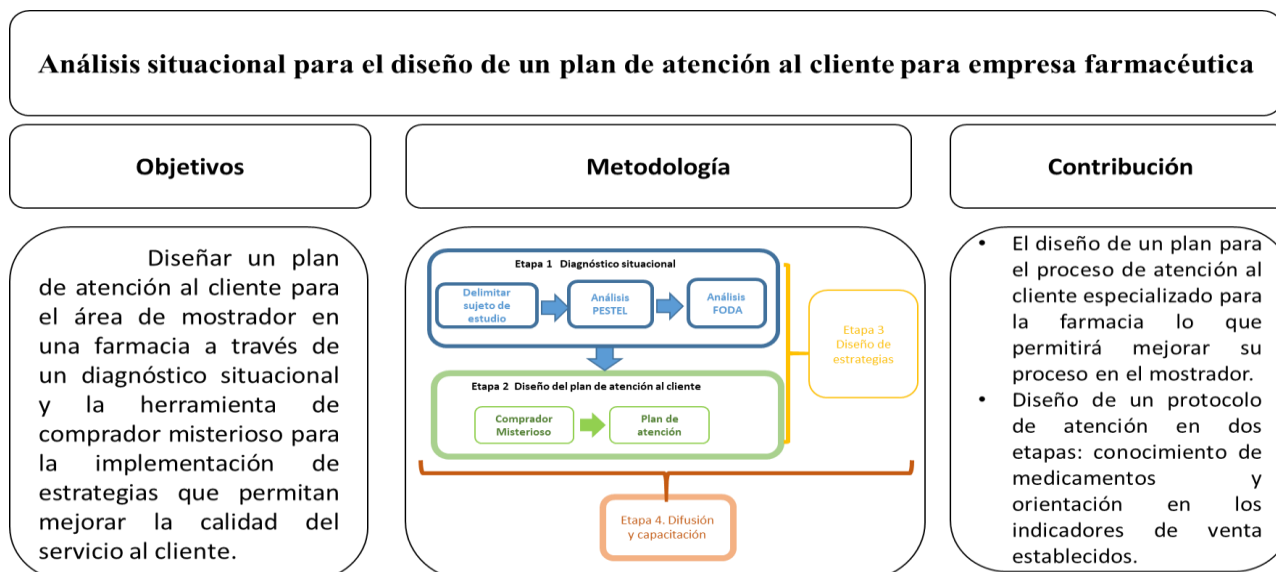 Análisis situacional para el diseño de un plan de atención al cliente para empresa farmacéutica
Objetivos
Diseñar un plan
de atención al cliente para
el área de mostrador en
una farmacia a través de
un diagnóstico situacional
y la herramienta de
comprador misterioso para
la implementación de
estrategias que permitan
mejorar la calidad del
servicio al cliente.
Metodología
Etapa 1 Diagnóstico situacional
Delimitar
sujeto de
estudio
Análisis
PESTEL
Análisis
FODA
Etapa 2 Diseño del plan de atención al cliente
Comprador
Misterioso
Plan de
atención
Etapa 3
Diseño de
estrategias
Etapa 4. Difusión
y capacitación
Contribución
• El diseño de un plan para
el proceso de atención al
cliente especializado para
la farmacia lo que
permitirá mejorar su
proceso en el mostrador.
• Diseño de un protocolo
de atención en dos
etapas: conocimiento de
medicamentos y
orientación en los
indicadores de venta
establecidos.